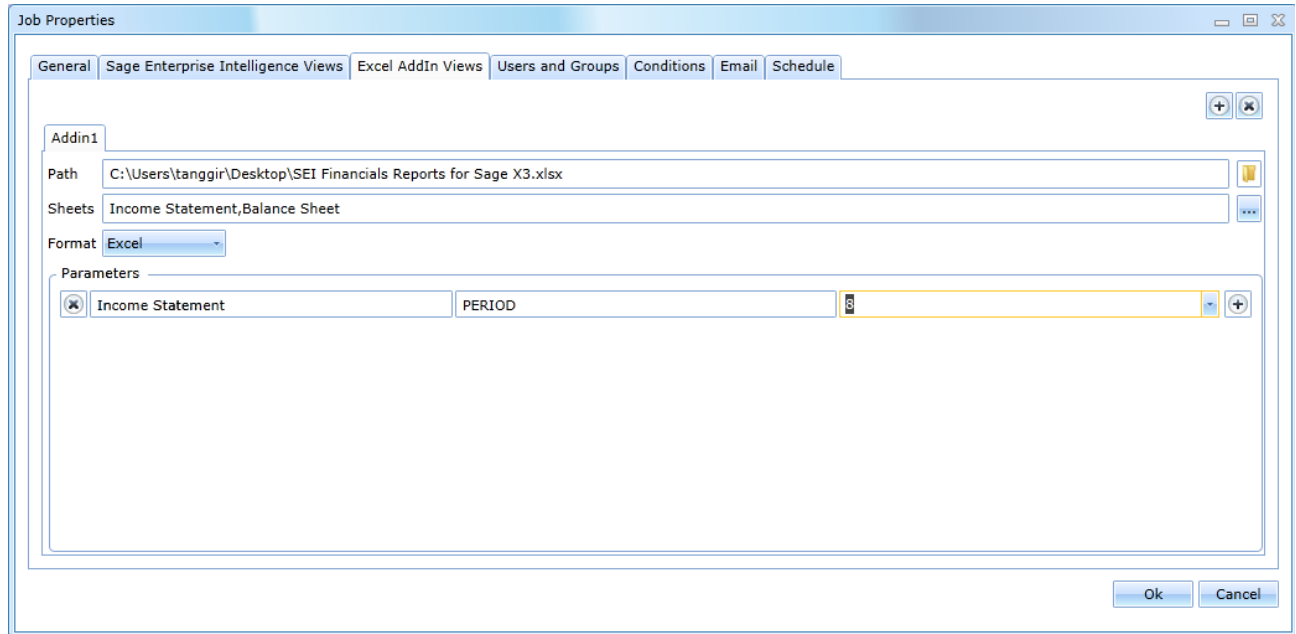 Job Properties
General Sage Enterprise Intelligence Views Excel AddIn Views Users and Groups Conditions Email Schedule
Addin1
Path C:\Users\tanggir\Desktop\SEI Financials Reports for Sage X3.xlsx
Sheets Income Statement,Balance Sheet ...
Format Excel
Parameters
Income Statement PERIOD 8
Ok Cancel